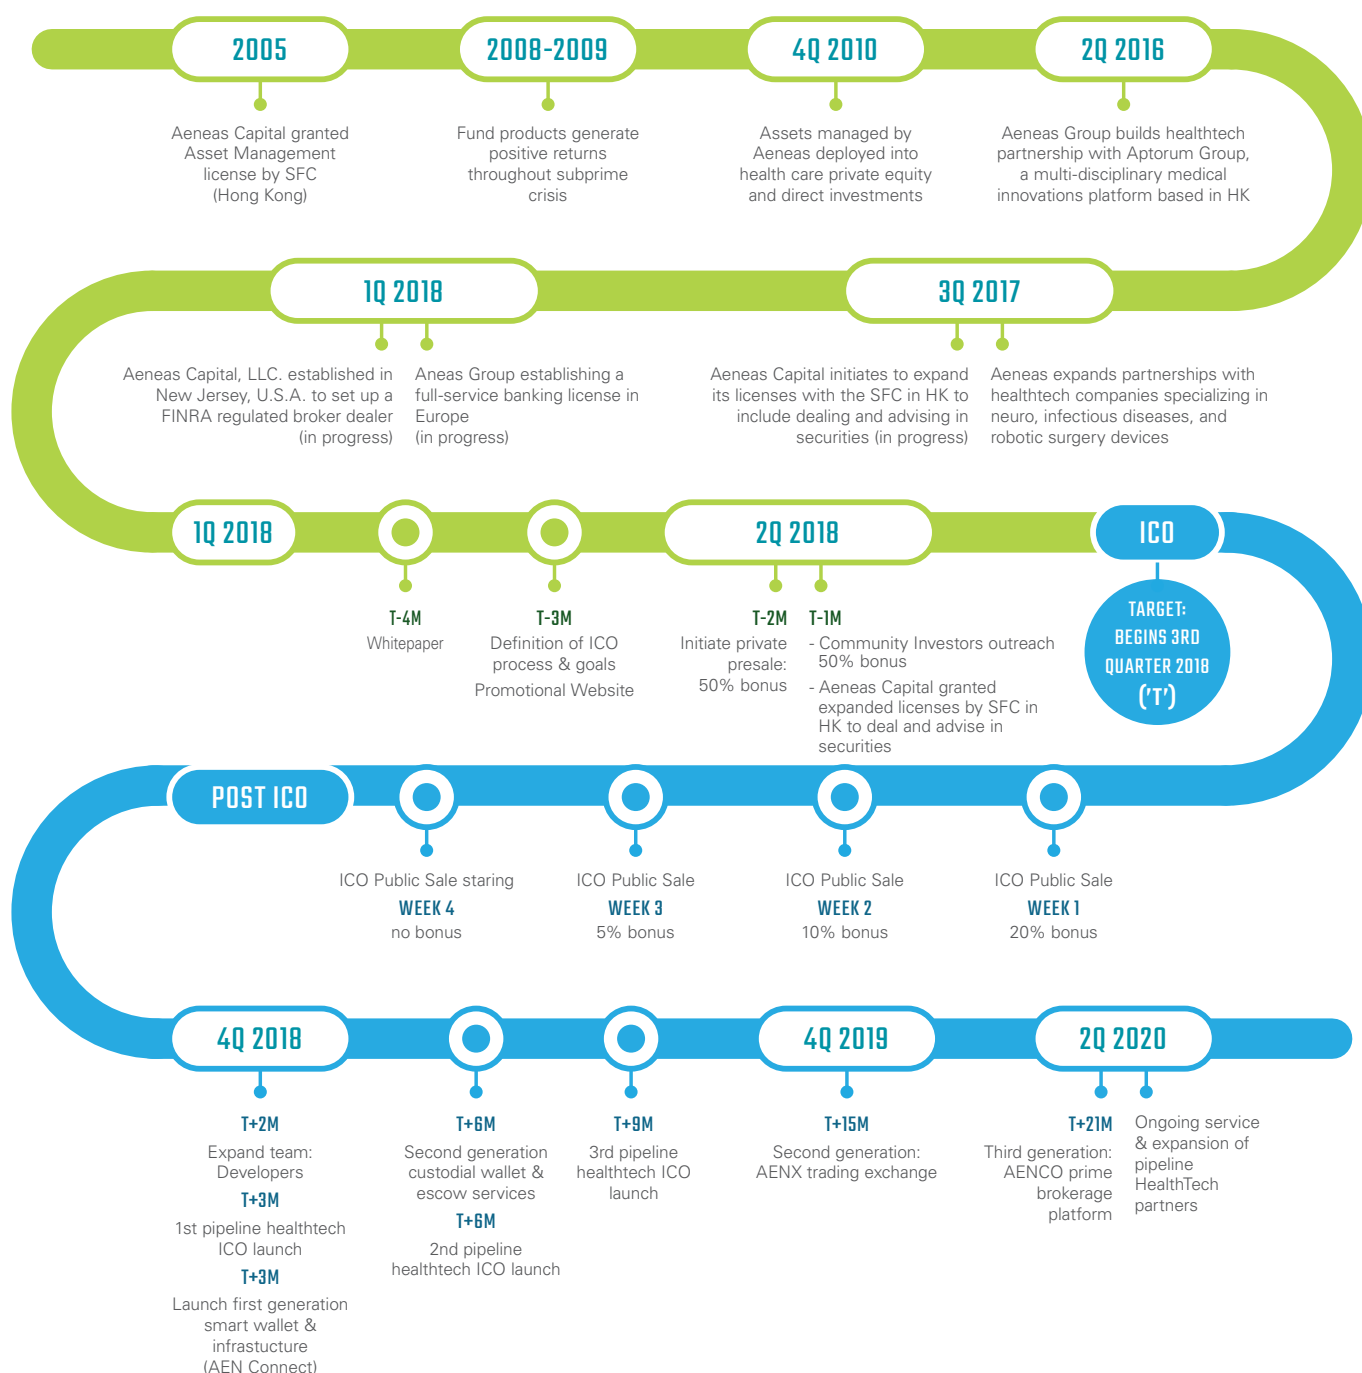 2005
Aeneas Capital granted
Asset Management
license by SFC
(Hong Kong)
2008-2009
Fund products generate
positive returns
throughout subprime
crisis
4Q 2010
Assets managed by
Aeneas deployed into
health care private equity
and direct investments
2Q 2016
Aeneas Group builds healthtech
partnership with Aptorum Group,
a multi-disciplinary medical
innovations platform based in HK
3Q 2017
Aeneas Capital initiates to expand
its licenses with the SFC in HK to
include dealing and advising in
securities (in progress)
Aeneas expands partnerships with
healthtech companies specializing in
neuro, infectious diseases, and
robotic surgery devices
1Q 2018
Aeneas Capital, LLC. established in
New Jersey, U.S.A. to set up a
FINRA regulated broker dealer
(in progress)
Aneas Group establishing a
full-service banking license in
Europe
(in progress)
1Q 2018
T-4M
Whitepaper
T-3M
Definition of ICO
process & goals
Promotional Website
2Q 2018
T-2M
Initiate private
presale:
50% bonus
T-1M
- Community Investors outreach
50% bonus
- Aeneas Capital granted
expanded licenses by SFC in
HK to deal and advise in
securities
ICO
TARGET:
BEGINS 3RD
QUARTER 2018
('T')
ICO Public Sale
WEEK 1
20% bonus
ICO Public Sale
WEEK 2
10% bonus
ICO Public Sale
WEEK 3
5% bonus
ICO Public Sale staring
WEEK 4
no bonus
POST ICO
4Q 2018
T+2M
Expand team:
Developers
T+3M
1st pipeline healthtech
ICO launch
T+3M
Launch first generation
smart wallet &
infrastucture
(AEN Connect)
T+6M
Second generation
custodial wallet &
escow services
T+6M
2nd pipeline
healthtech ICO launch
T+9M
3rd pipeline
healthtech ICO
launch
4Q 2019
T+15M
Second generation:
AENX trading exchange
2Q 2020
T+21M
Third generation:
AENCO prime
brokerage
platform
Ongoing service
& expansion of
pipeline
HealthTech
partners